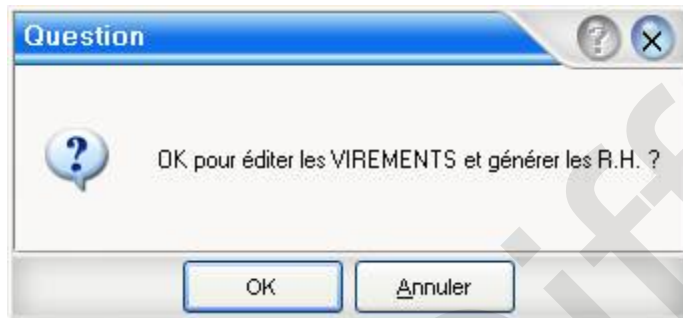 Question
OK pour éditer les VIREMENTS et générer les R.H. ?
OK
Annuler